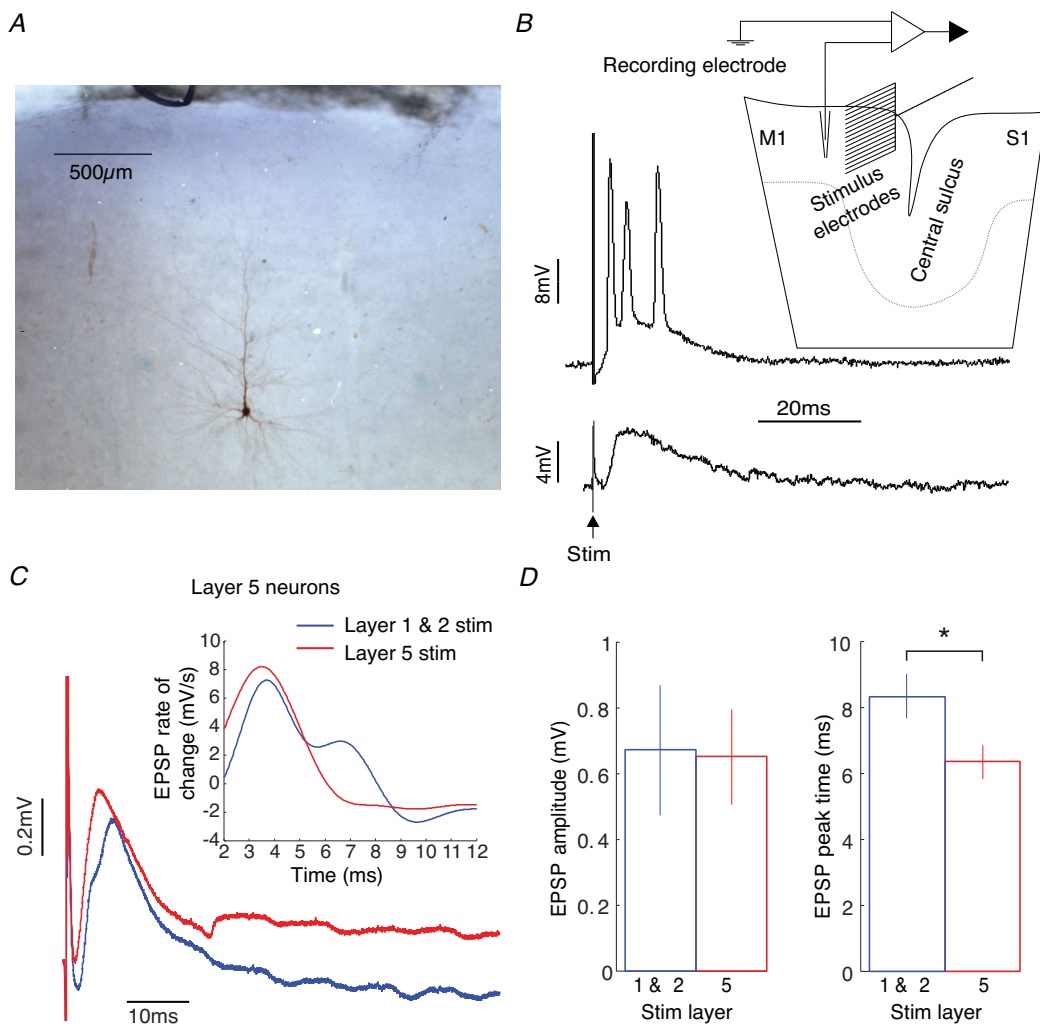 A
500µm
B
Recording electrode
M1
S1
Stimulus
electrodes
Central sulcus
8mV
20ms
4mV
Stim
C
Layer 5 neurons
Layer 1 & 2 stim
Layer 5 stim
EPSP rate of
change (mV/s)
10
8
6
4
2
0
-2
-4
2 3 4 5 6 7 8 9 10 11 12
Time (ms)
0.2mV
10ms
D
EPSP amplitude (mV)
1
0.8
0.6
0.4
0.2
0
1 & 2 5
Stim layer
EPSP peak time (ms)
10
8
6
4
2
0
*
1 & 2 5
Stim layer